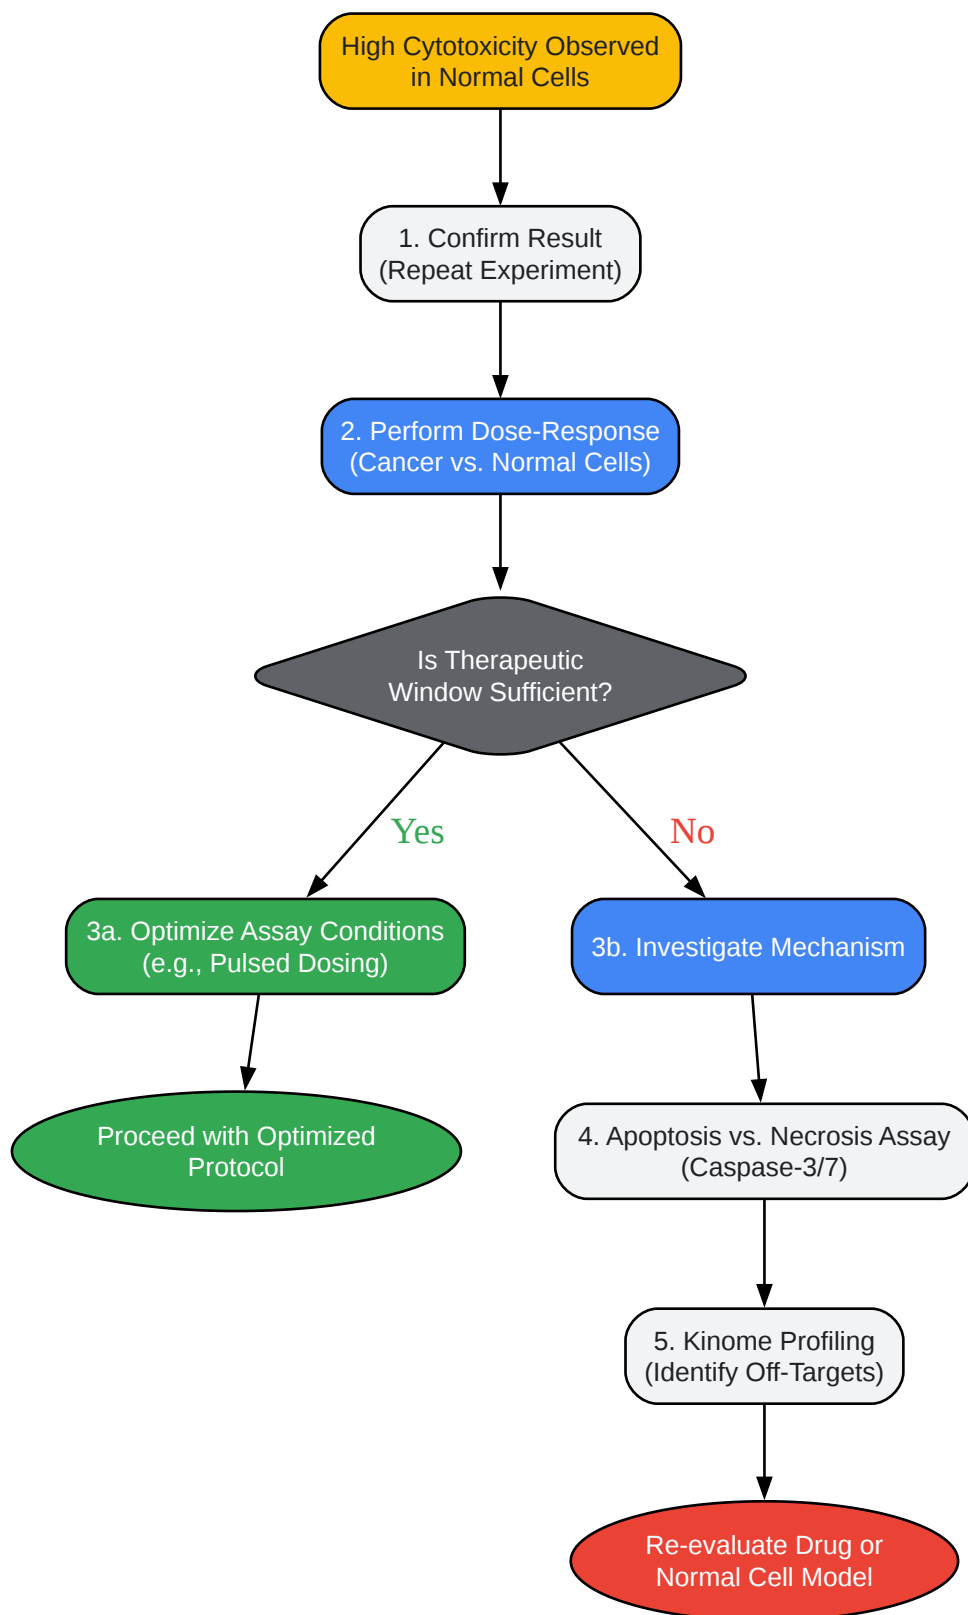 High Cytotoxicity Observed
in Normal Cells
1. Confirm Result
(Repeat Experiment)
2. Perform Dose-Response
(Cancer vs. Normal Cells)
Is Therapeutic
Window Sufficient?
Yes
No
3a. Optimize Assay Conditions
(e.g., Pulsed Dosing)
3b. Investigate Mechanism
Proceed with Optimized
Protocol
4. Apoptosis vs. Necrosis Assay
(Caspase-3/7)
5. Kinome Profiling
(Identify Off-Targets)
Re-evaluate Drug or
Normal Cell Model